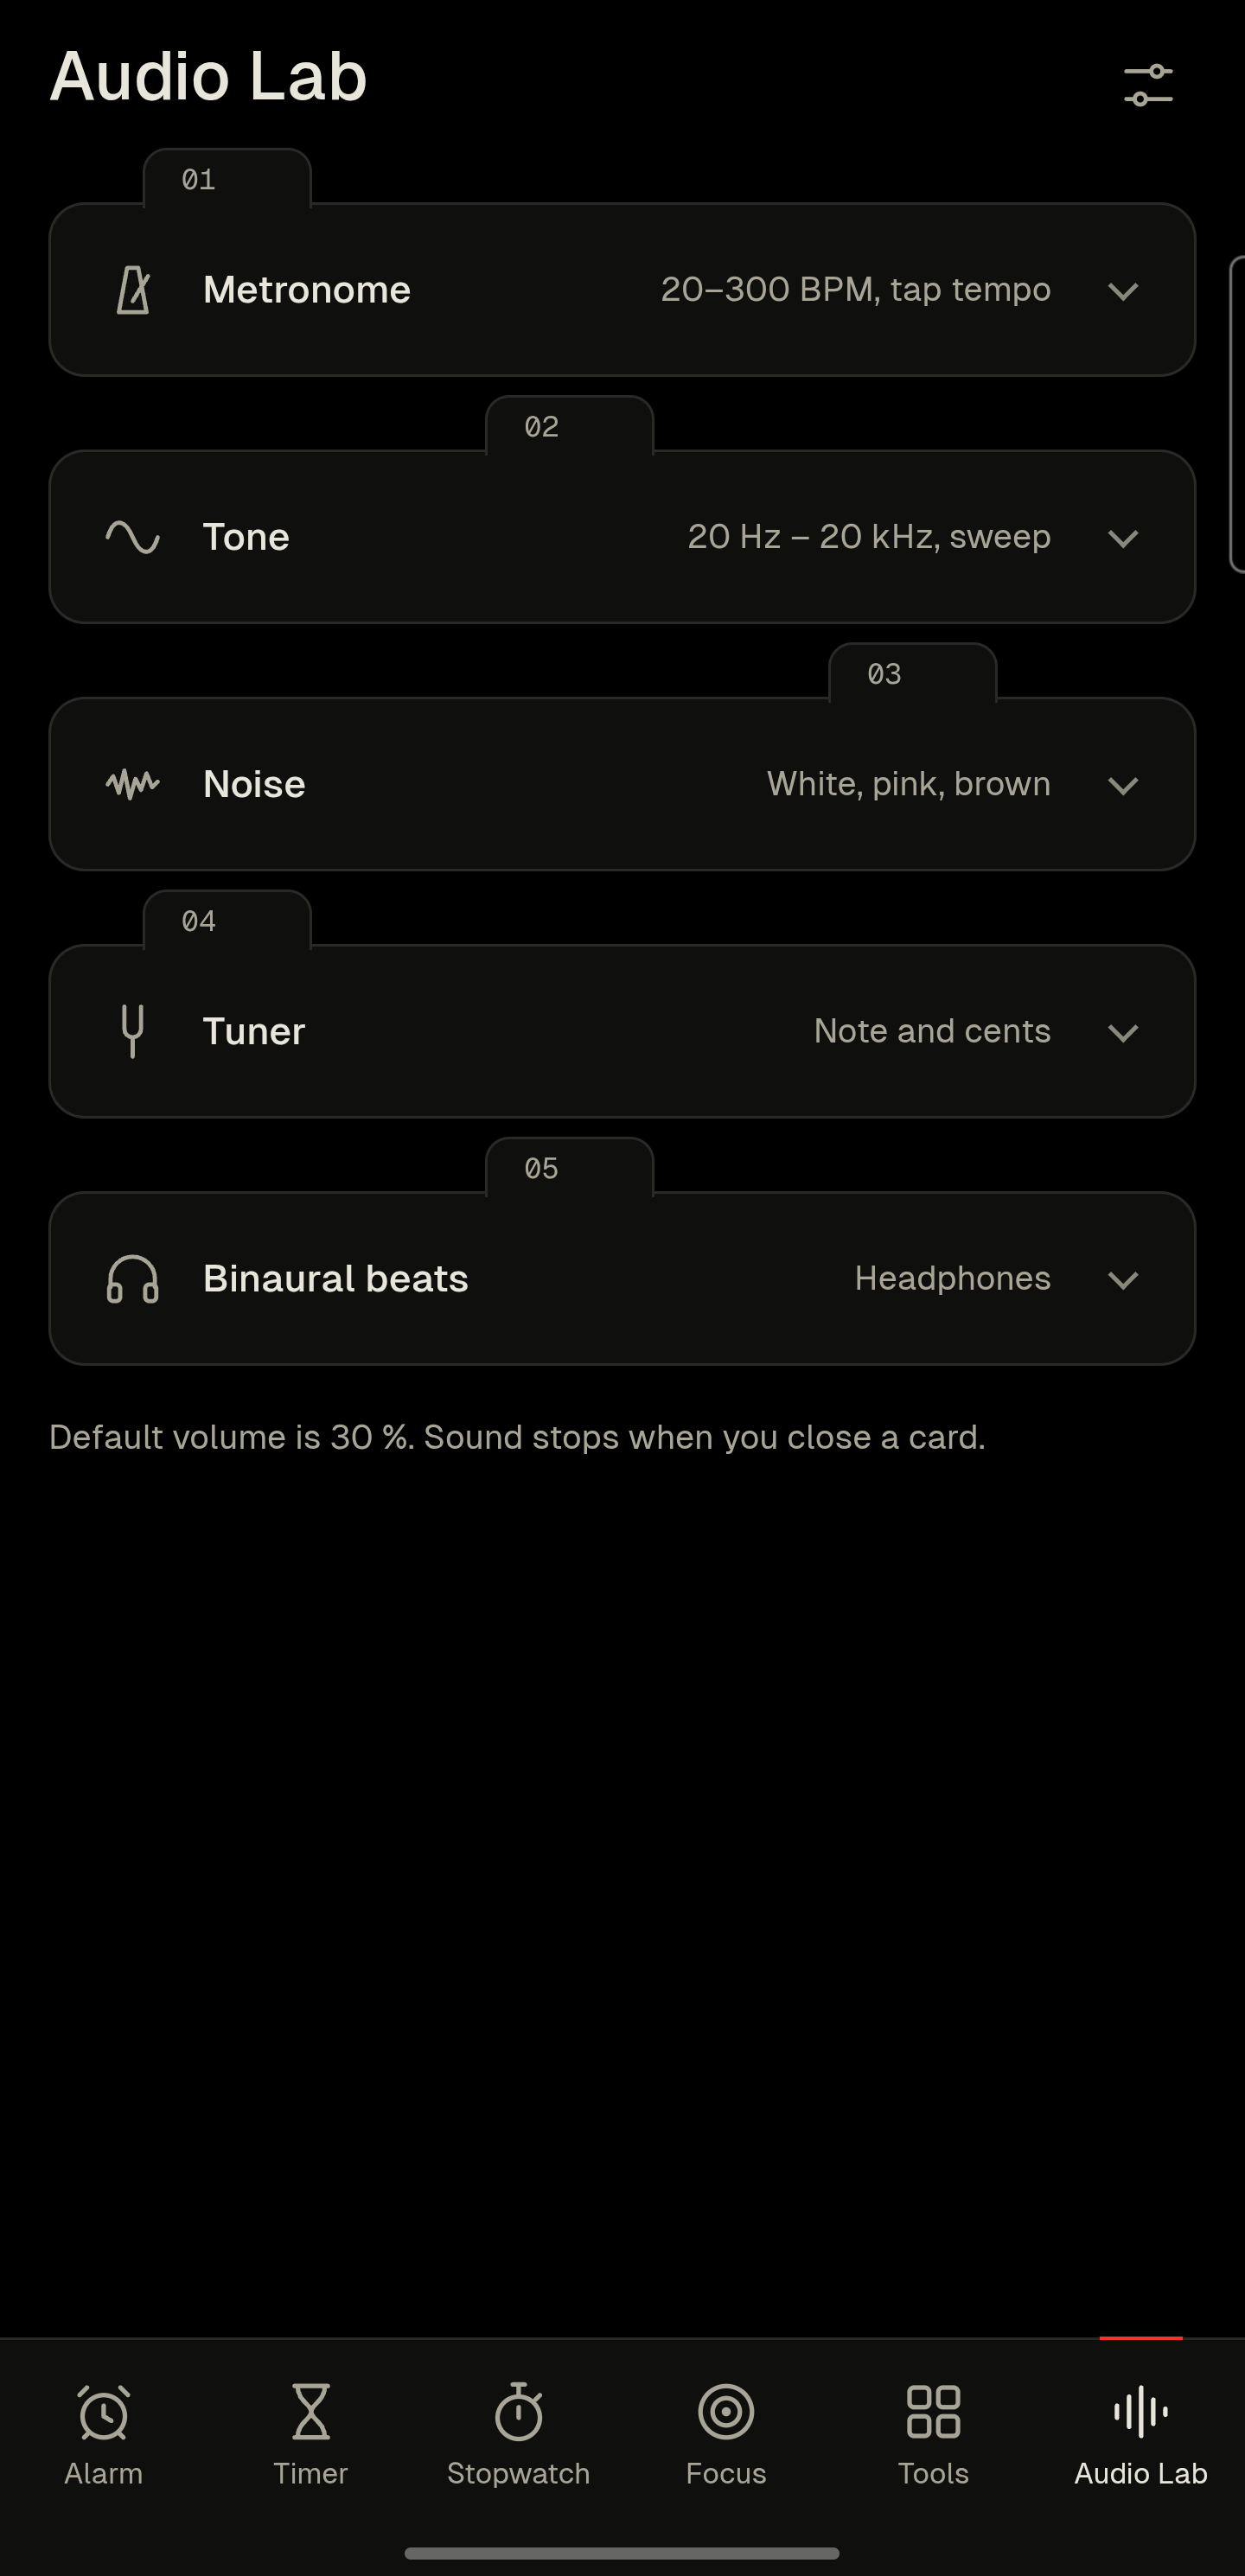 Audio Lab
01
Metronome 20–300 BPM, tap tempo
02
Tone 20 Hz – 20 kHz, sweep
03
Noise White, pink, brown
04
Tuner Note and cents
05
Binaural beats Headphones
Default volume is 30 %. Sound stops when you close a card.
Alarm Timer Stopwatch Focus Tools Audio Lab